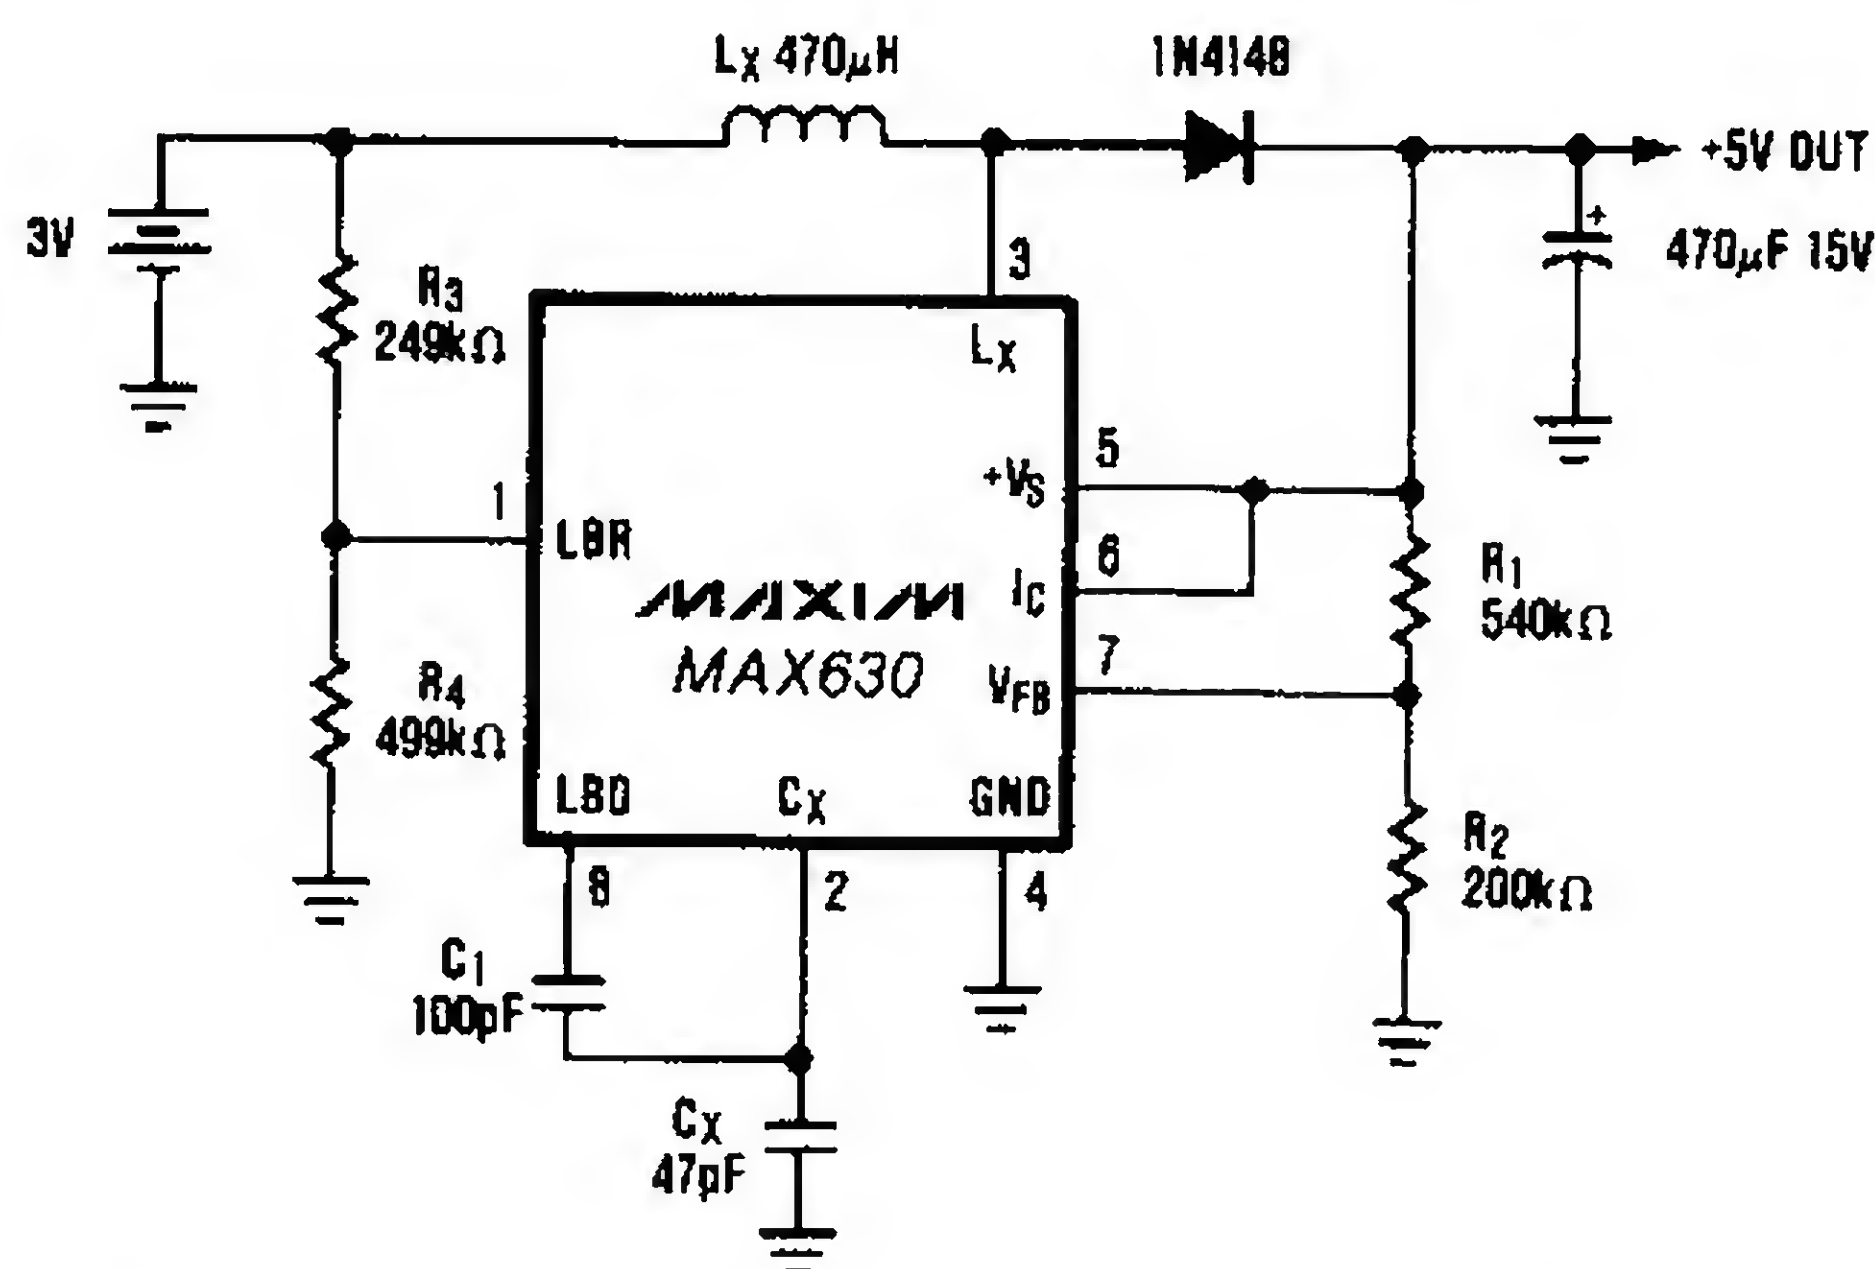 LX 470µH
1N4148
+5V OUT
3V
470µF 15V
+
3
R3
249kΩ
LX
5
+VS
1
LBR
6
IC
R1
540kΩ
MAXIM
MAX630
7
VFB
R4
499kΩ
LBD
CX
GND
R2
200kΩ
8
2
4
C1
100pF
CX
47pF